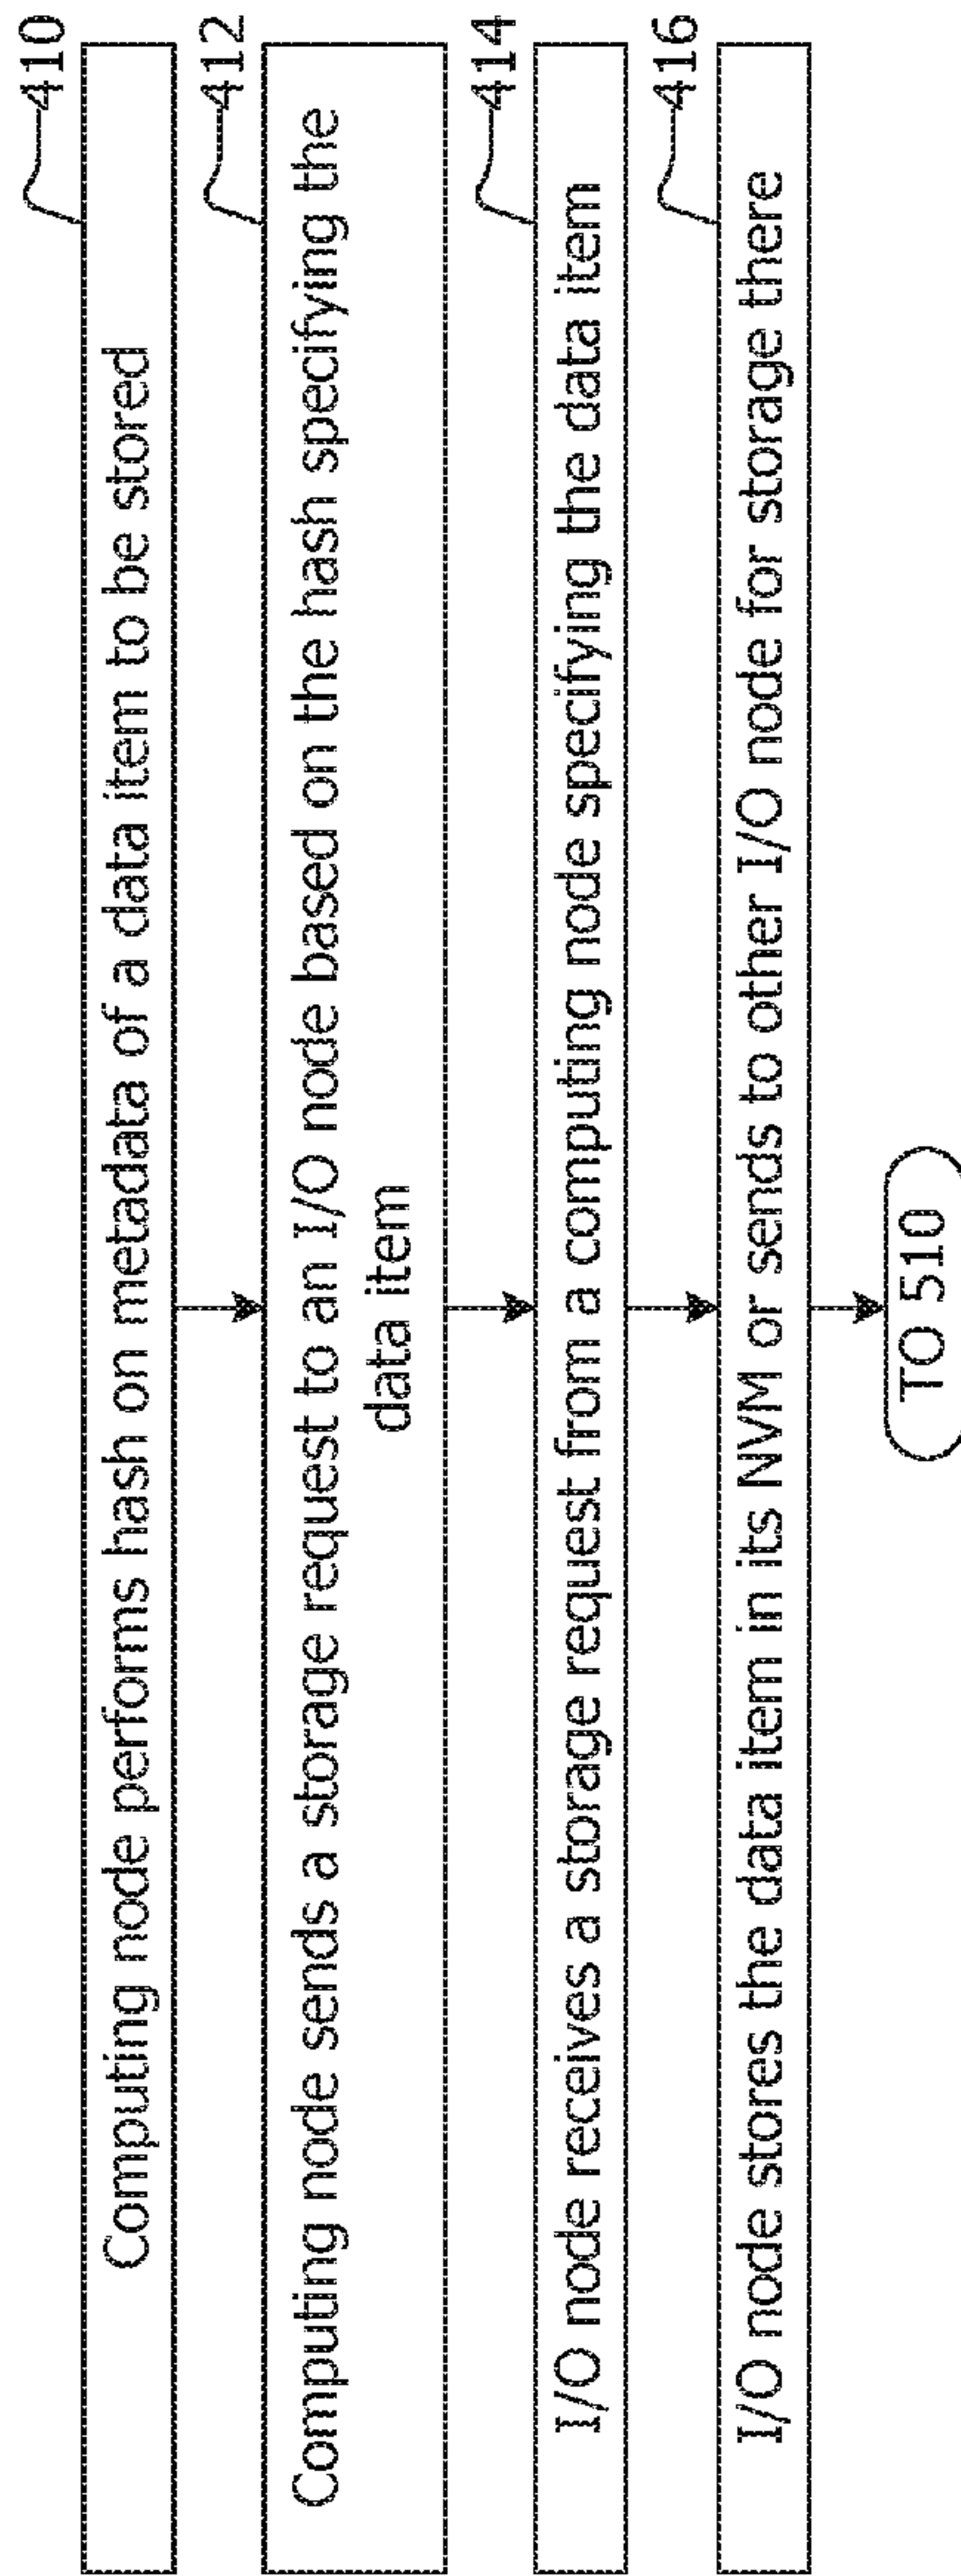 410
Computing node performs hash on metadata of a data item to be stored
412
Computing node sends a storage request to an I/O node based on the hash specifying the
data item
414
I/O node receives a storage request from a computing node specifying the data item
416
I/O node stores the data item in its NVM or sends to other I/O node for storage there
TO 510